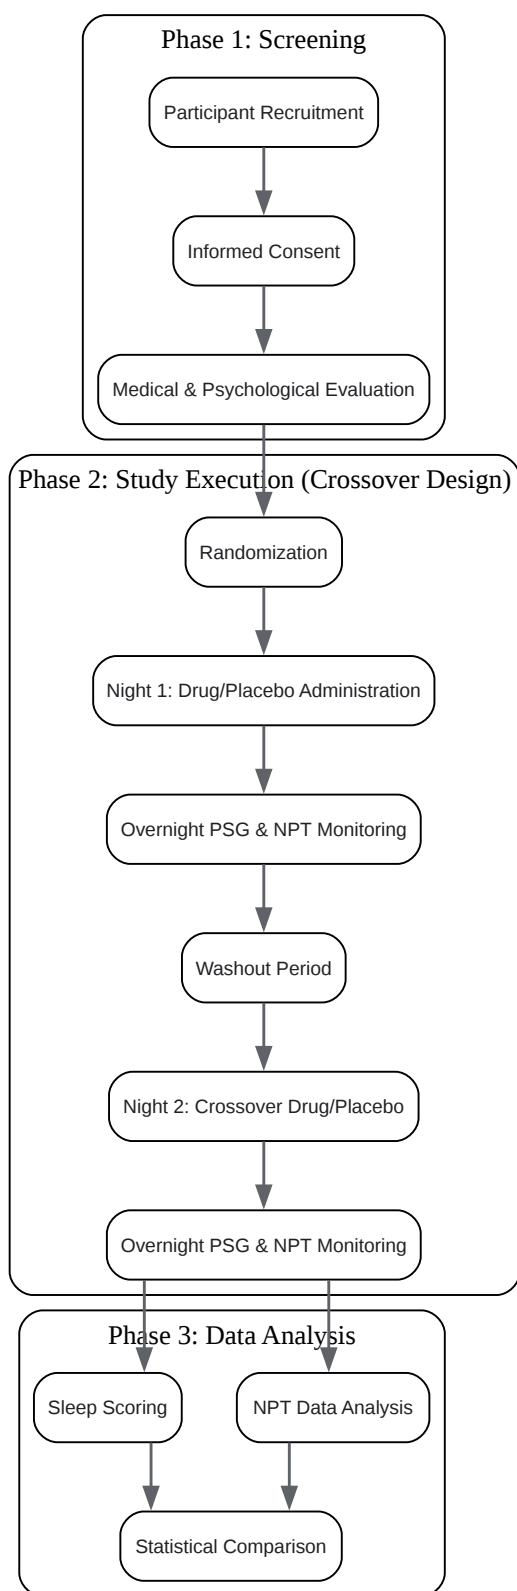 Phase 1: Screening
Participant Recruitment
Informed Consent
Medical & Psychological Evaluation
Phase 2: Study Execution (Crossover Design)
Randomization
Night 1: Drug/Placebo Administration
Overnight PSG & NPT Monitoring
Washout Period
Night 2: Crossover Drug/Placebo
Overnight PSG & NPT Monitoring
Phase 3: Data Analysis
Sleep Scoring
NPT Data Analysis
Statistical Comparison